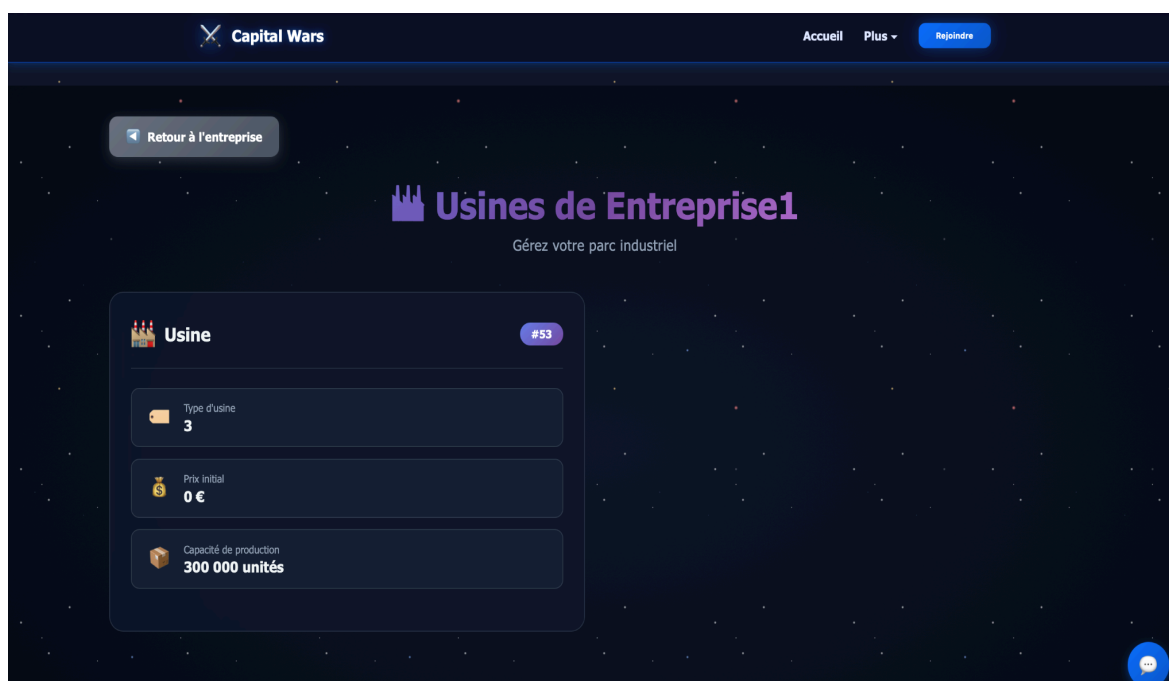 Capital Wars
Accueil Plus Rejoindre
Retour à l'entreprise
Usines de Entreprise1
Gérez votre parc industriel
Usine
#53
Type d'usine
3
Prix initial
0 €
Capacité de production
300 000 unités